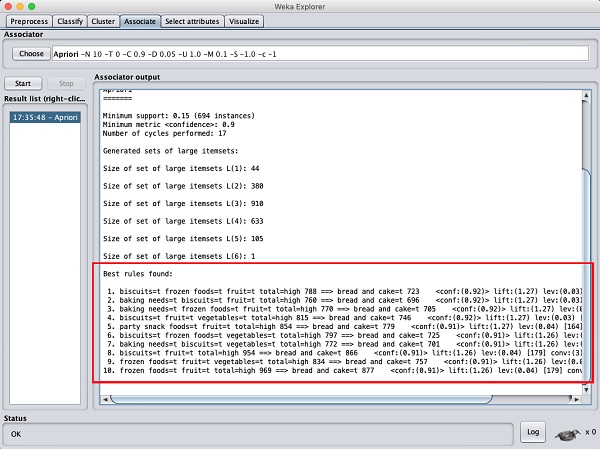 Weka Explorer
Preprocess Classify Cluster Associate Select attributes Visualize
Associator
Choose Apriori -N 10 -T 0 -C 0.9 -D 0.05 -U 1.0 -M 0.1 -S -1.0 -c -1
Start Stop
Result list (right-clic...
17:35:48 - Apriori
Associator output
Apriori
=======
Minimum support: 0.15 (694 instances)
Minimum metric <confidence>: 0.9
Number of cycles performed: 17
Generated sets of large itemsets:
Size of set of large itemsets L(1): 44
Size of set of large itemsets L(2): 380
Size of set of large itemsets L(3): 910
Size of set of large itemsets L(4): 633
Size of set of large itemsets L(5): 105
Size of set of large itemsets L(6): 1
Best rules found:
1. biscuits=t frozen foods=t fruit=t total=high 788 ==> bread and cake=t 723 <conf:(0.92)> lift:(1.27) lev:(0.03)
2. baking needs=t biscuits=t fruit=t total=high 760 ==> bread and cake=t 696 <conf:(0.92)> lift:(1.27) lev:(0.03)
3. baking needs=t frozen foods=t fruit=t total=high 770 ==> bread and cake=t 705 <conf:(0.92)> lift:(1.27) lev:(0
4. biscuits=t fruit=t vegetables=t total=high 815 ==> bread and cake=t 746 <conf:(0.92)> lift:(1.27) lev:(0.03) [
5. party snack foods=t fruit=t total=high 854 ==> bread and cake=t 779 <conf:(0.91)> lift:(1.27) lev:(0.04) [164]
6. biscuits=t frozen foods=t vegetables=t total=high 797 ==> bread and cake=t 725 <conf:(0.91)> lift:(1.26) lev:(
7. baking needs=t biscuits=t vegetables=t total=high 772 ==> bread and cake=t 701 <conf:(0.91)> lift:(1.26) lev:(
8. biscuits=t fruit=t total=high 954 ==> bread and cake=t 866 <conf:(0.91)> lift:(1.26) lev:(0.04) [179] conv:(3
9. frozen foods=t fruit=t vegetables=t total=high 834 ==> bread and cake=t 757 <conf:(0.91)> lift:(1.26) lev:(0.0
10. frozen foods=t fruit=t total=high 969 ==> bread and cake=t 877 <conf:(0.91)> lift:(1.26) lev:(0.04) [179] conv
Status
OK
Log
x 0